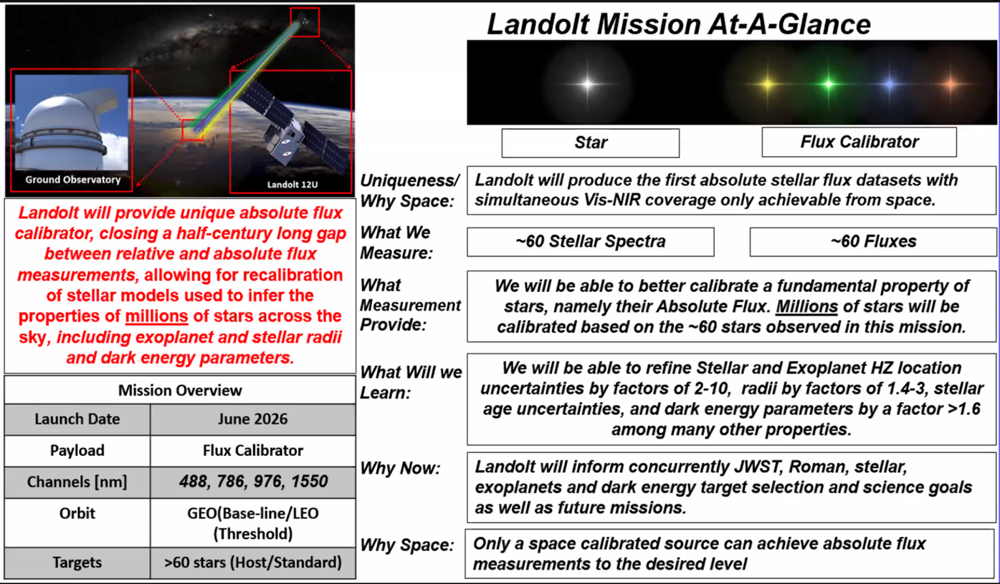 Landolt Mission At-A-Glance
Ground Observatory
Landolt 12U
Star
Flux Calibrator
Landolt will provide unique absolute flux
calibrator, closing a half-century long gap
between relative and absolute flux
measurements, allowing for recalibration
of stellar models used to infer the
properties of millions of stars across the
sky, including exoplanet and stellar radii
and dark energy parameters.
Mission Overview
Launch Date June 2026
Payload Flux Calibrator
Channels [nm] 488, 786, 976, 1550
Orbit GEO(Base-line/LEO
(Threshold)
Targets >60 stars (Host/Standard)
Uniqueness/
Why Space:
Landolt will produce the first absolute stellar flux datasets with
simultaneous Vis-NIR coverage only achievable from space.
What We
Measure:
~60 Stellar Spectra
~60 Fluxes
What
Measurement
Provide:
We will be able to better calibrate a fundamental property of
stars, namely their Absolute Flux. Millions of stars will be
calibrated based on the ~60 stars observed in this mission.
What Will we
Learn:
We will be able to refine Stellar and Exoplanet HZ location
uncertainties by factors of 2-10, radii by factors of 1.4-3, stellar
age uncertainties, and dark energy parameters by a factor >1.6
among many other properties.
Why Now:
Landolt will inform concurrently JWST, Roman, stellar,
exoplanets and dark energy target selection and science goals
as well as future missions.
Why Space:
Only a space calibrated source can achieve absolute flux
measurements to the desired level